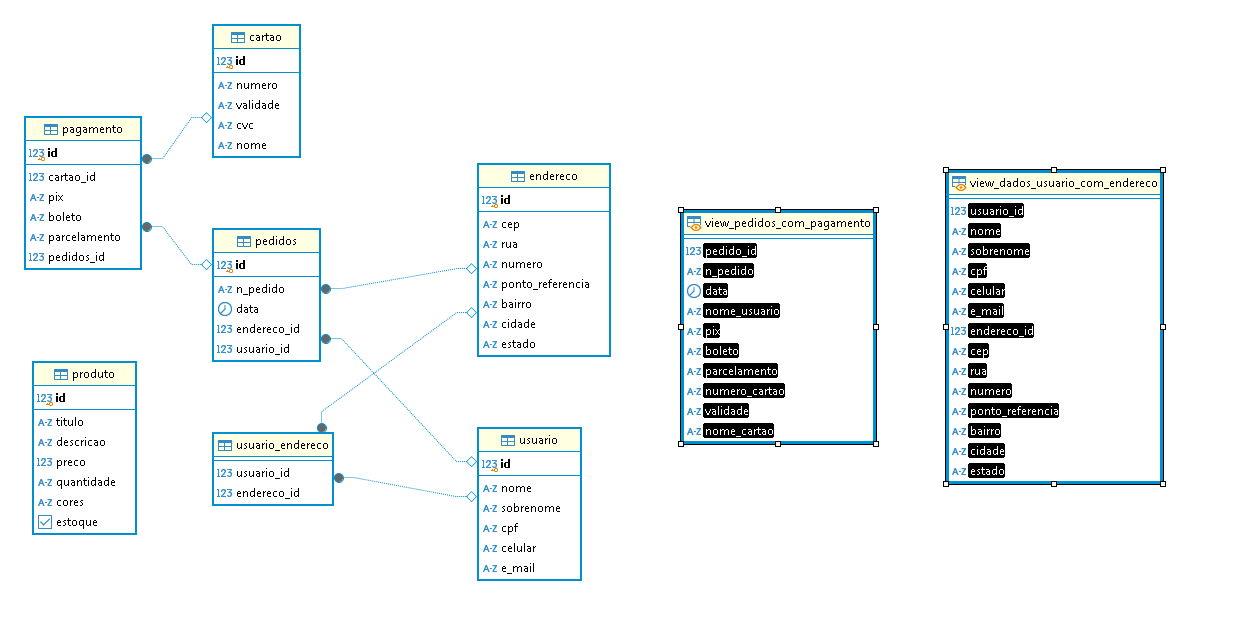 cartao
123 id
A-Z numero
A-Z validade
A-Z cvc
A-Z nome
pagamento
123 id
123 cartao_id
A-Z pix
A-Z boleto
A-Z parcelamento
123 pedidos_id
pedidos
123 id
A-Z n_pedido
data
123 endereco_id
123 usuario_id
endereco
123 id
A-Z cep
A-Z rua
A-Z numero
A-Z ponto_referencia
A-Z bairro
A-Z cidade
A-Z estado
produto
123 id
A-Z titulo
A-Z descricao
123 preco
A-Z quantidade
A-Z cores
estoque
usuario_endereco
123 usuario_id
123 endereco_id
usuario
123 id
A-Z nome
A-Z sobrenome
A-Z cpf
A-Z celular
A-Z e_mail
view_pedidos_com_pagamento
123 pedido_id
A-Z n_pedido
data
A-Z nome_usuario
A-Z pix
A-Z boleto
A-Z parcelamento
A-Z numero_cartao
A-Z validade
A-Z nome_cartao
view_dados_usuario_com_endereco
123 usuario_id
A-Z nome
A-Z sobrenome
A-Z cpf
A-Z celular
A-Z e_mail
123 endereco_id
A-Z cep
A-Z rua
A-Z numero
A-Z ponto_referencia
A-Z bairro
A-Z cidade
A-Z estado